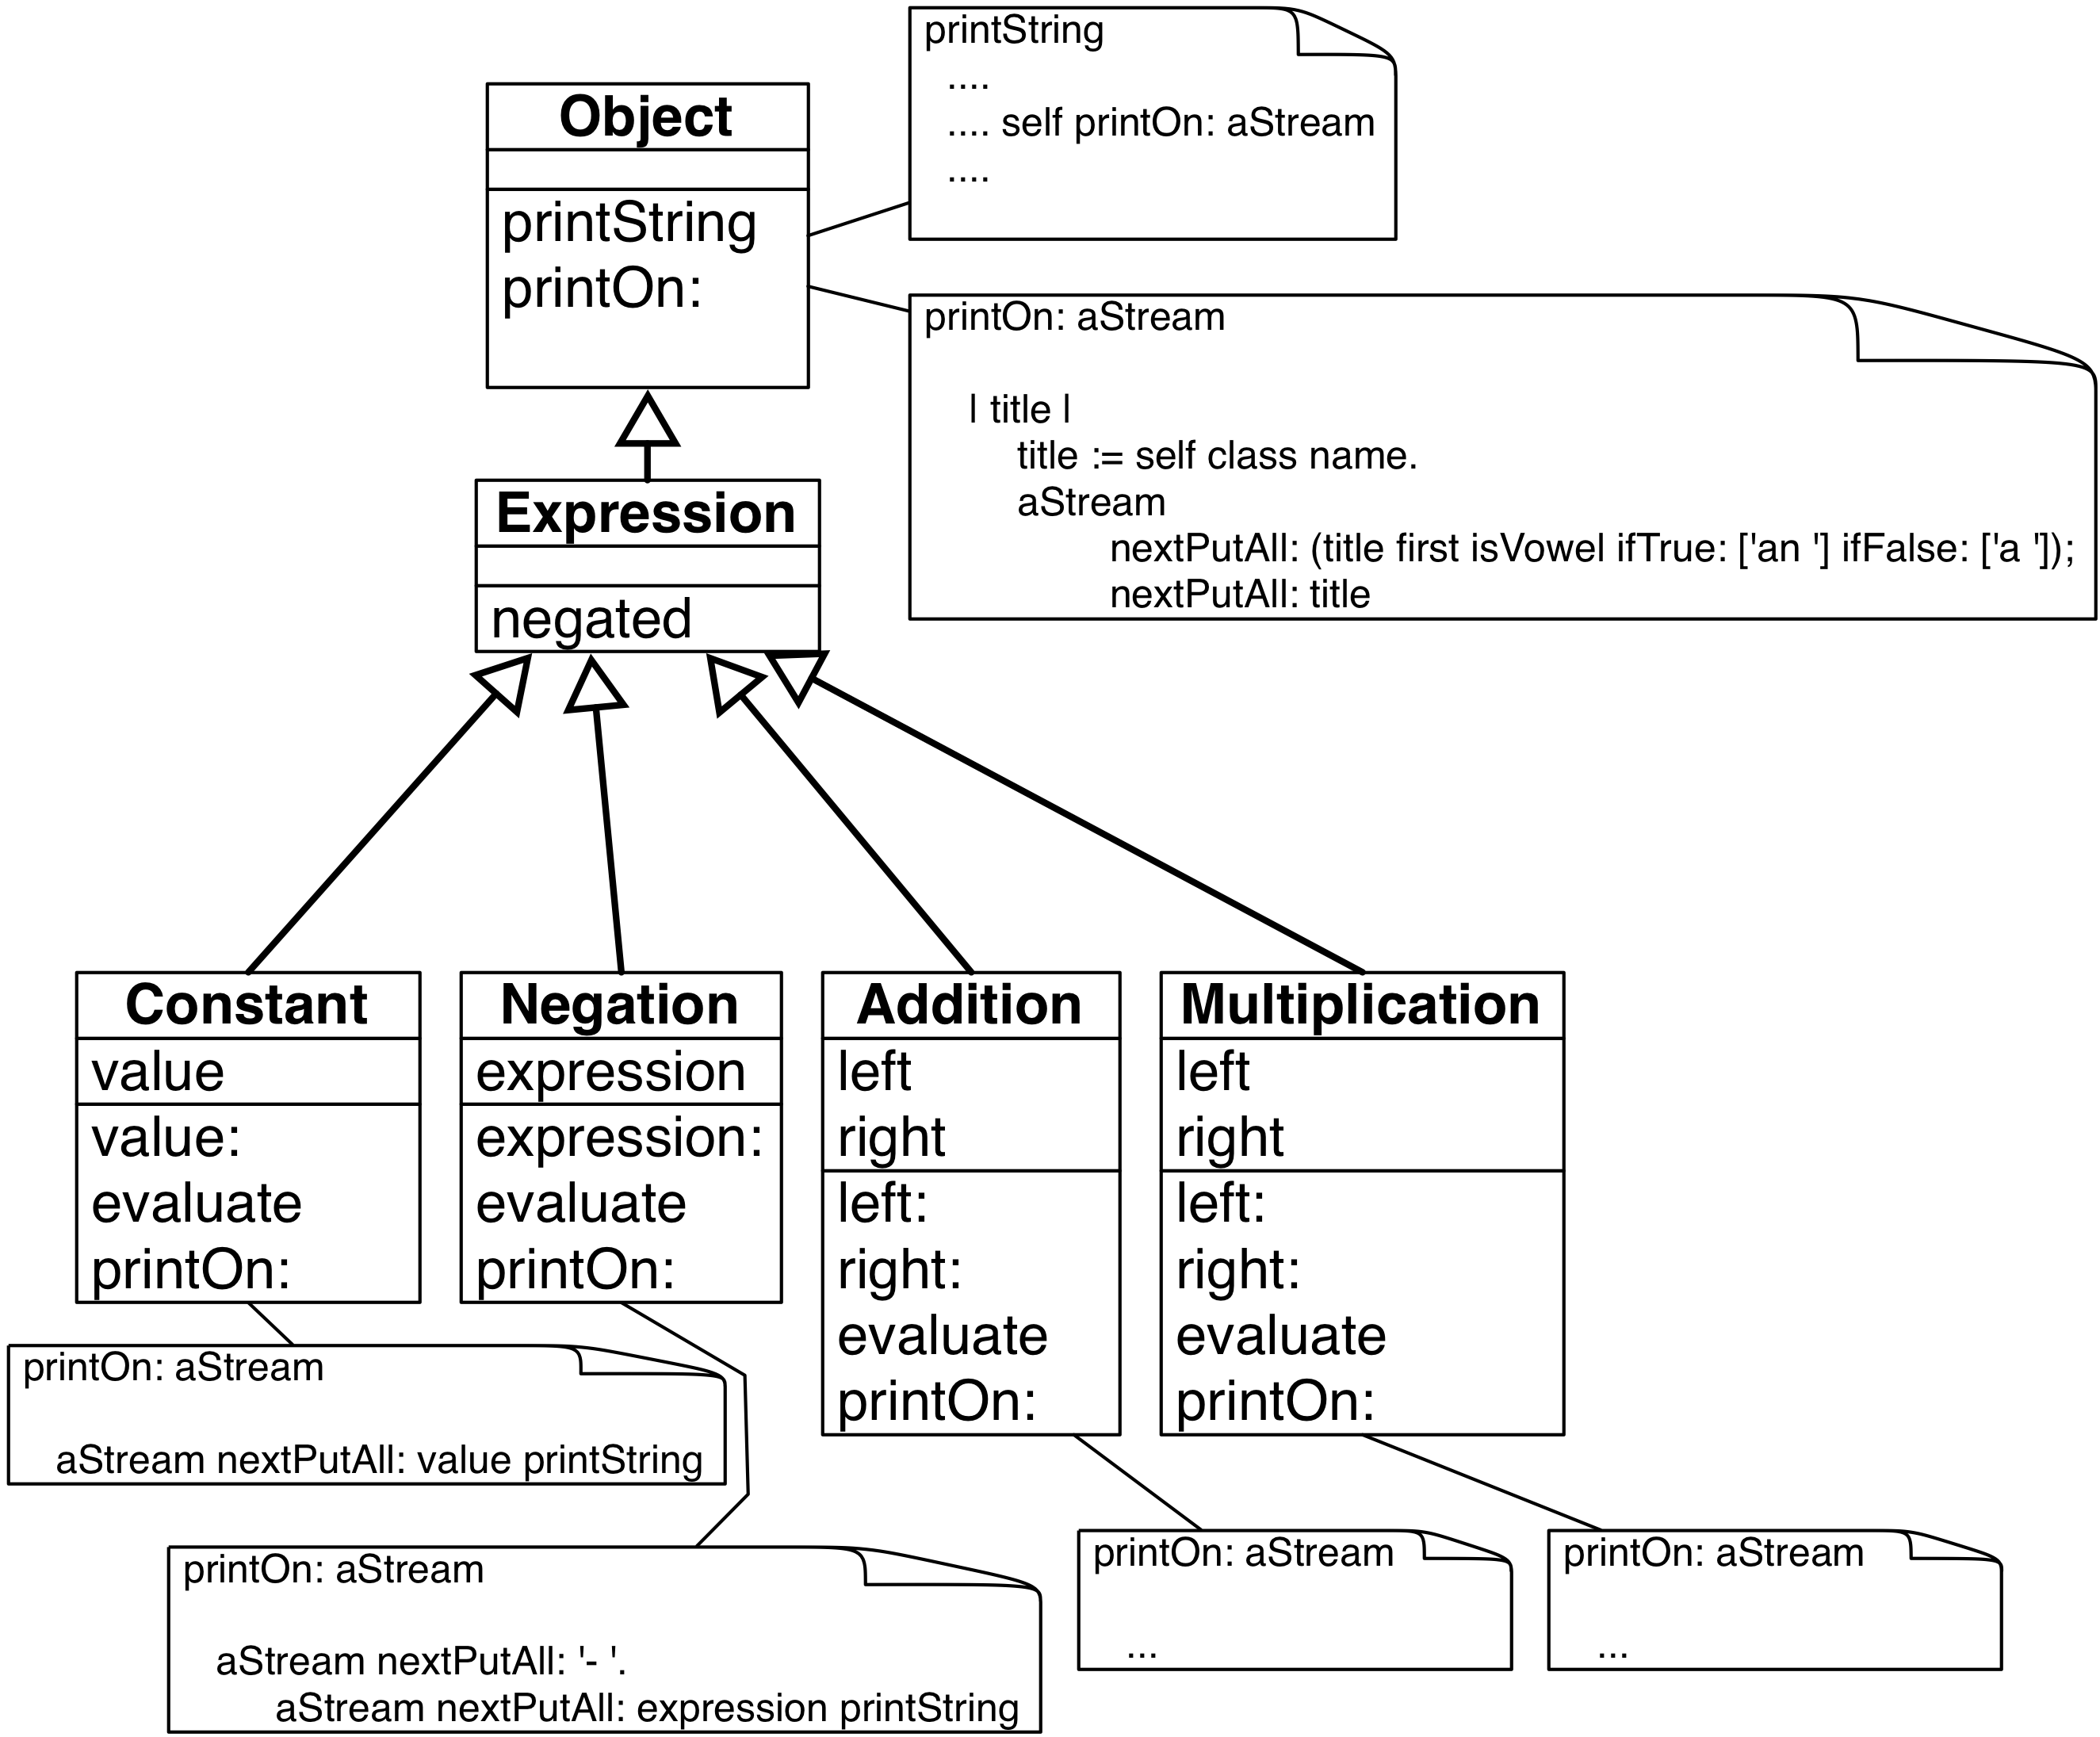 printString
....
.... self printOn: aStream
....
Object
printString
printOn:
printOn: aStream
| title |
title := self class name.
aStream
nextPutAll: (title first isVowel ifTrue: ['an '] ifFalse: ['a ']);
nextPutAll: title
Expression
negated
Constant
value
value:
evaluate
printOn:
Negation
expression
expression:
evaluate
printOn:
Addition
left
right
left:
right:
evaluate
printOn:
Multiplication
left
right
left:
right:
evaluate
printOn:
printOn: aStream
aStream nextPutAll: value printString
printOn: aStream
aStream nextPutAll: '- '.
aStream nextPutAll: expression printString
printOn: aStream
...
printOn: aStream
...